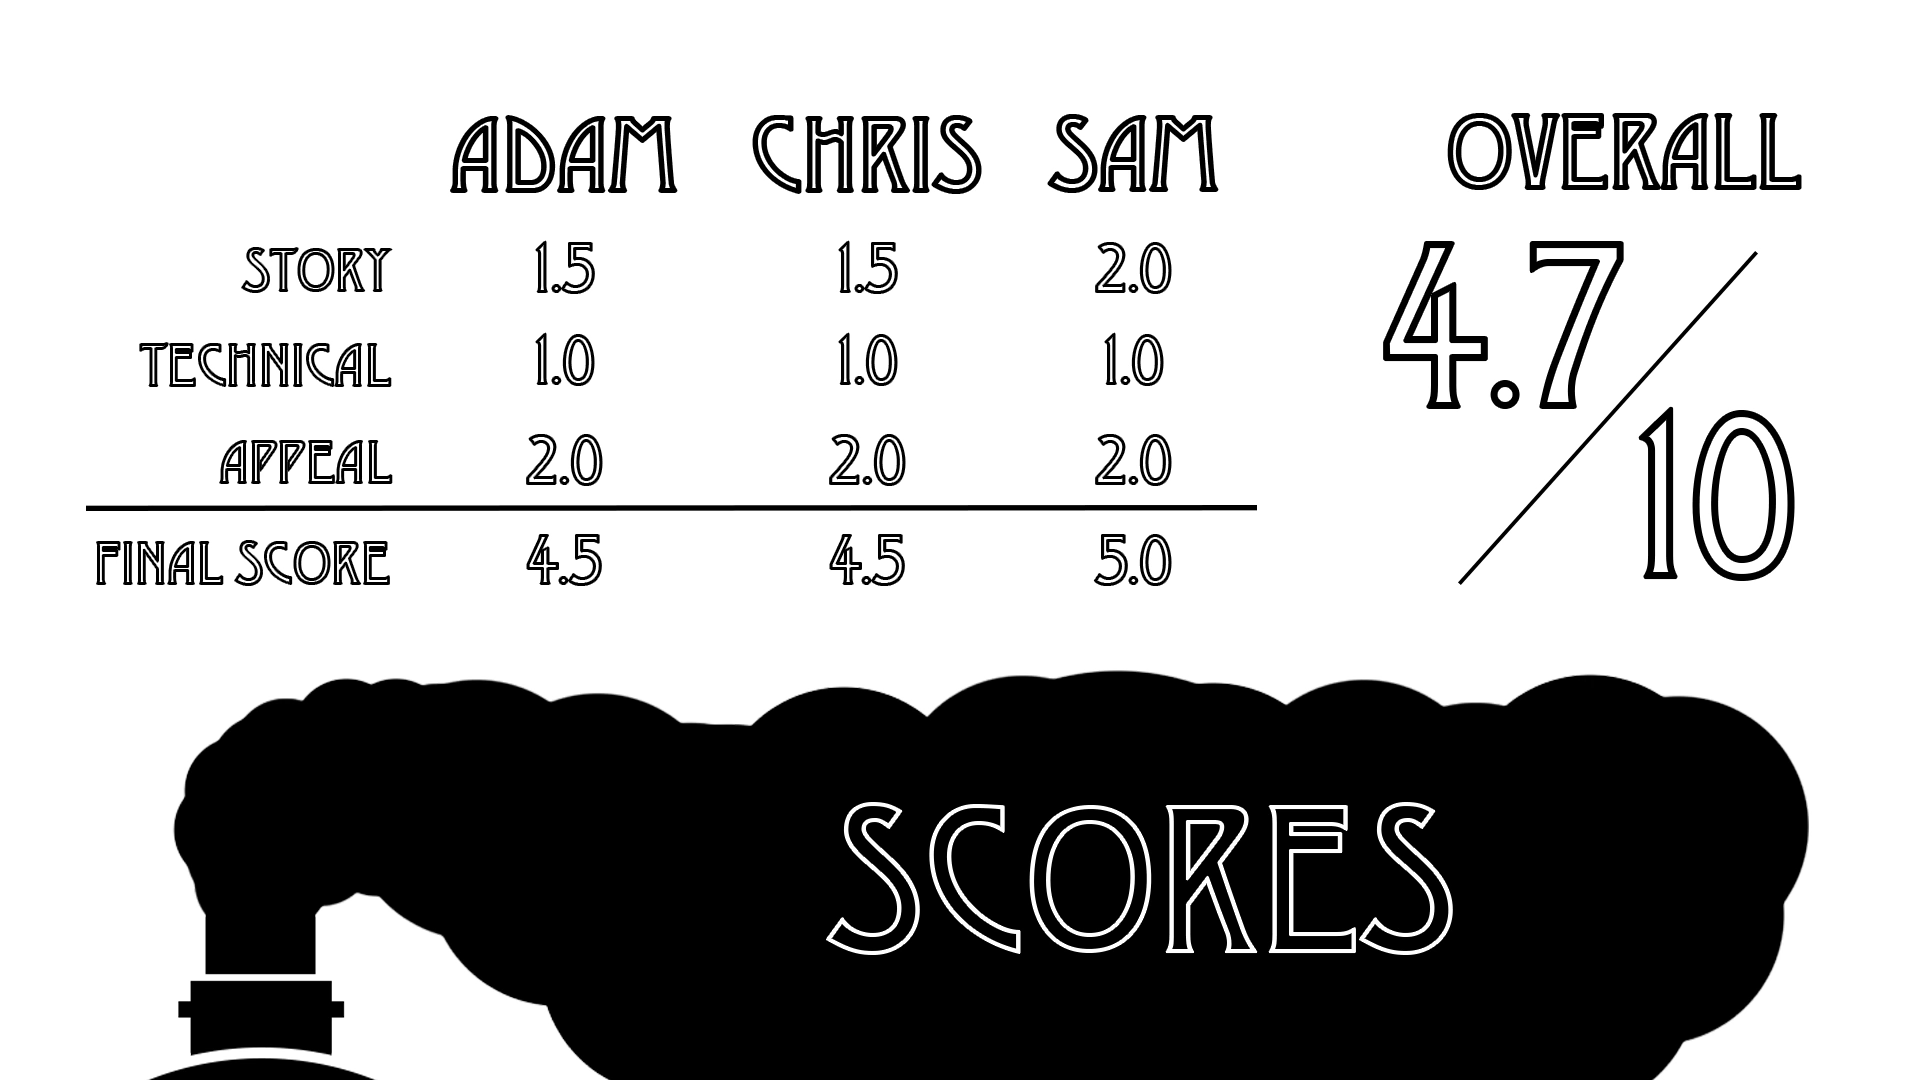 ADAM CHRIS SAM
STORY 1.5 1.5 2.0
TECHNICAL 1.0 1.0 1.0
APPEAL 2.0 2.0 2.0
FINAL SCORE 4.5 4.5 5.0
OVERALL
4.7/10
SCORES